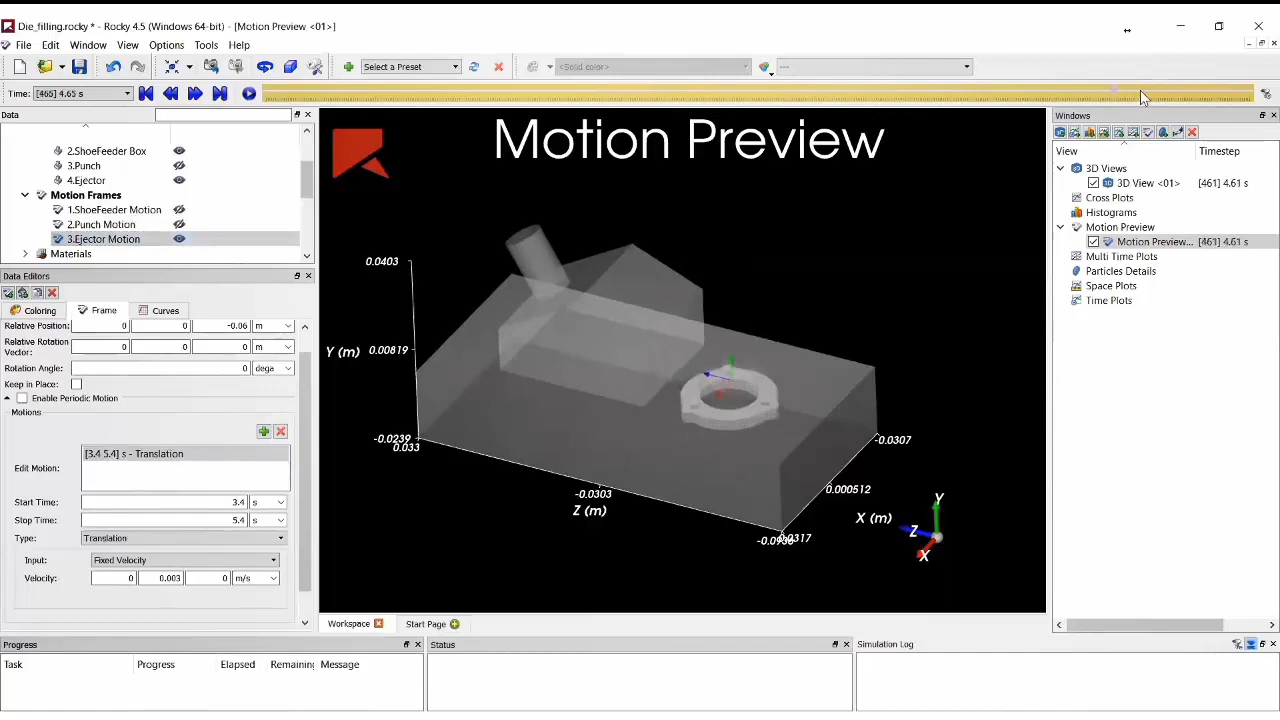 Die_filling.rocky * - Rocky 4.5 (Windows 64-bit) - [Motion Preview <01>]
File Edit Window View Options Tools Help
Select a Preset <Solid color> ---
Time: [465] 4.65 s
Data
2.ShoeFeeder Box
3.Punch
4.Ejector
Motion Frames
1.ShoeFeeder Motion
2.Punch Motion
3.Ejector Motion
Materials
Data Editors
Coloring Frame Curves
Relative Position: 0 0 -0.06 m
Relative Rotation Vector: 0 0 0 m
Rotation Angle: 0 dega
Keep in Place:
Enable Periodic Motion
Motions
Edit Motion: [3.4 5.4] s - Translation
Start Time: 3.4 s
Stop Time: 5.4 s
Type: Translation
Input: Fixed Velocity
Velocity: 0 0.003 0 m/s
Motion Preview
0.0403
Y (m) 0.00819
-0.0239
0.033
-0.0303
Z (m)
-0.0307
0.000512
X (m)
0.0317
Y
Z
X
Workspace Start Page
Windows
View Timestep
3D Views
3D View <01> [461] 4.61 s
Cross Plots
Histograms
Motion Preview
Motion Preview... [461] 4.61 s
Multi Time Plots
Particles Details
Space Plots
Time Plots
Progress
Task Progress Elapsed Remaining Message
Status
Simulation Log